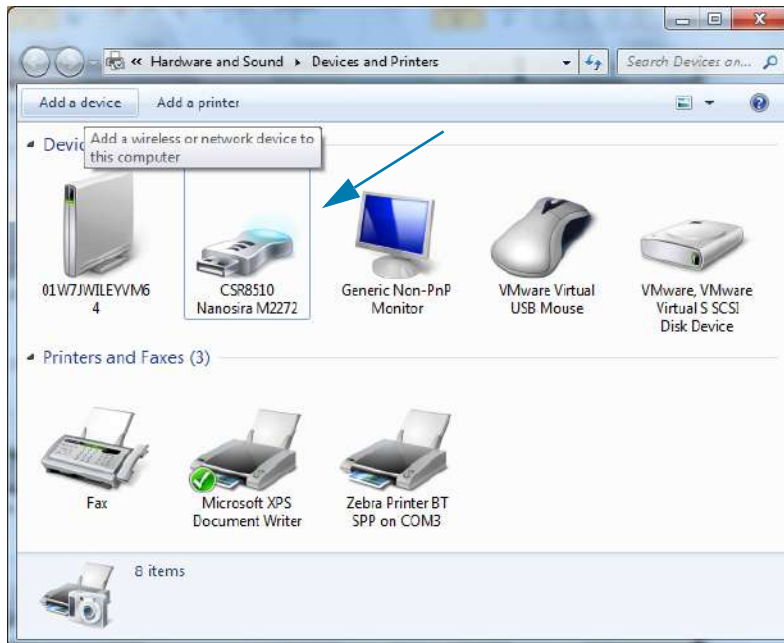 « Hardware and Sound ▸ Devices and Printers
Search Devices an...
Add a device Add a printer
Devic
Add a wireless or network device to
this computer
01W7JWILEYVM6
4
CSR8510
Nanosira M2272
Generic Non-PnP
Monitor
VMware Virtual
USB Mouse
VMware, VMware
Virtual S SCSI
Disk Device
Printers and Faxes (3)
Fax
Microsoft XPS
Document Writer
Zebra Printer BT
SPP on COM3
8 items